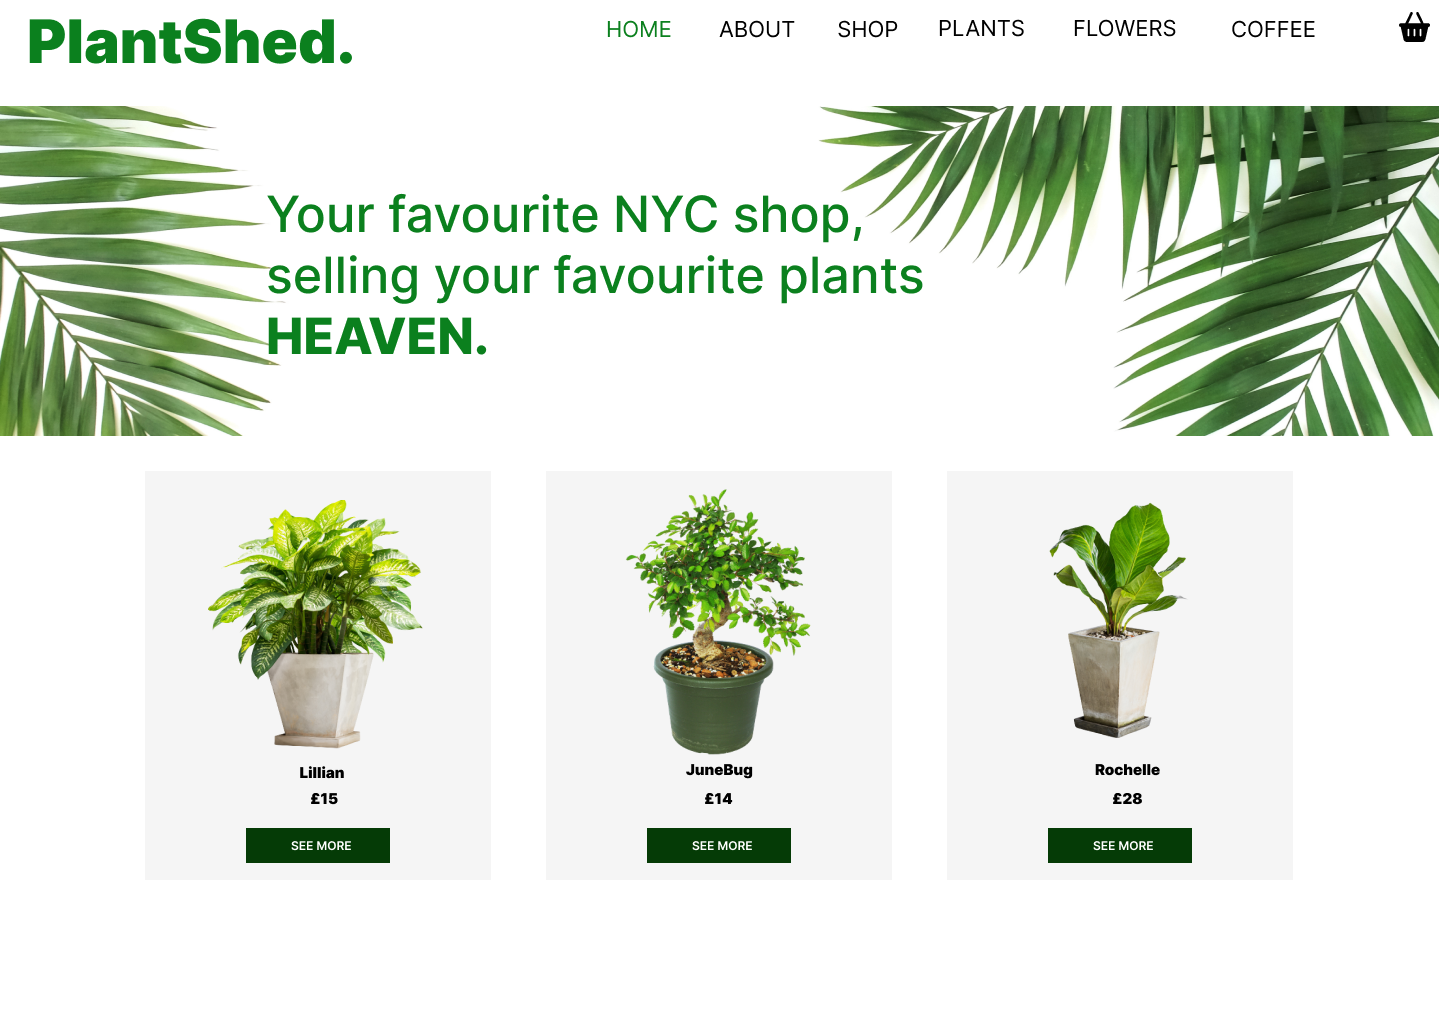 PlantShed.
HOME ABOUT SHOP PLANTS FLOWERS COFFEE
Your favourite NYC shop,
selling your favourite plants
HEAVEN.
Lillian
£15
SEE MORE
JuneBug
£14
SEE MORE
Rochelle
£28
SEE MORE